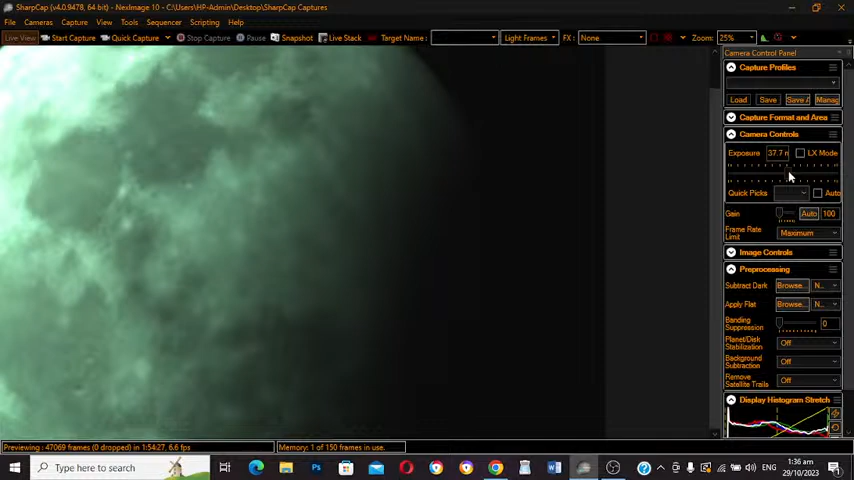 SharpCap (v4.0.9478, 64 bit) - NexImage 10 - C:\Users\HP-Admin\Desktop\SharpCap Captures
File Cameras Capture View Tools Sequencer Scripting Help
Live View Start Capture Quick Capture Stop Capture Pause Snapshot Live Stack Target Name : Light Frames FX : None Zoom: 25%
Camera Control Panel
Capture Profiles
Load Save Save A Manag
Capture Format and Area
Camera Controls
Exposure 37.7 LX Mode
Quick Picks Auto
Gain Auto 100
Frame Rate Limit Maximum
Image Controls
Preprocessing
Subtract Dark Browse... N...
Apply Flat Browse... N...
Banding Suppression 0
Planet/Disk Stabilization Off
Background Subtraction Off
Remove Satellite Trails Off
Display Histogram Stretch
Previewing : 47069 frames (0 dropped) in 1:54:27, 6.6 fps Memory: 1 of 150 frames in use.
Type here to search
ENG
1:36 am
29/10/2023